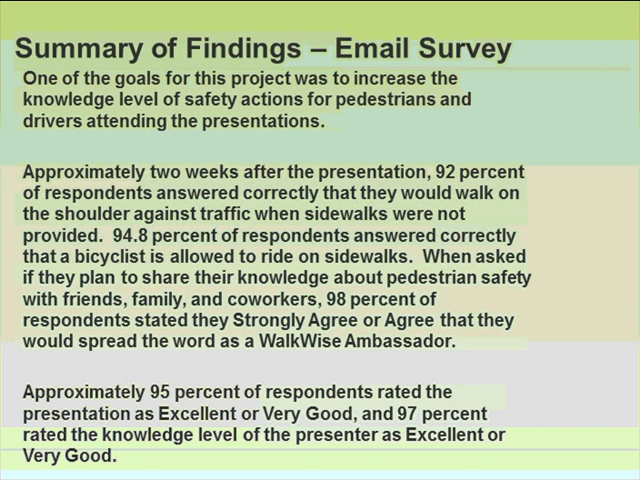 Summary of Findings – Email Survey
One of the goals for this project was to increase the
knowledge level of safety actions for pedestrians and
drivers attending the presentations.
Approximately two weeks after the presentation, 92 percent
of respondents answered correctly that they would walk on
the shoulder against traffic when sidewalks were not
provided.  94.8 percent of respondents answered correctly
that a bicyclist is allowed to ride on sidewalks.  When asked
if they plan to share their knowledge about pedestrian safety
with friends, family, and coworkers, 98 percent of
respondents stated they Strongly Agree or Agree that they
would spread the word as a WalkWise Ambassador.
Approximately 95 percent of respondents rated the
presentation as Excellent or Very Good, and 97 percent
rated the knowledge level of the presenter as Excellent or
Very Good.